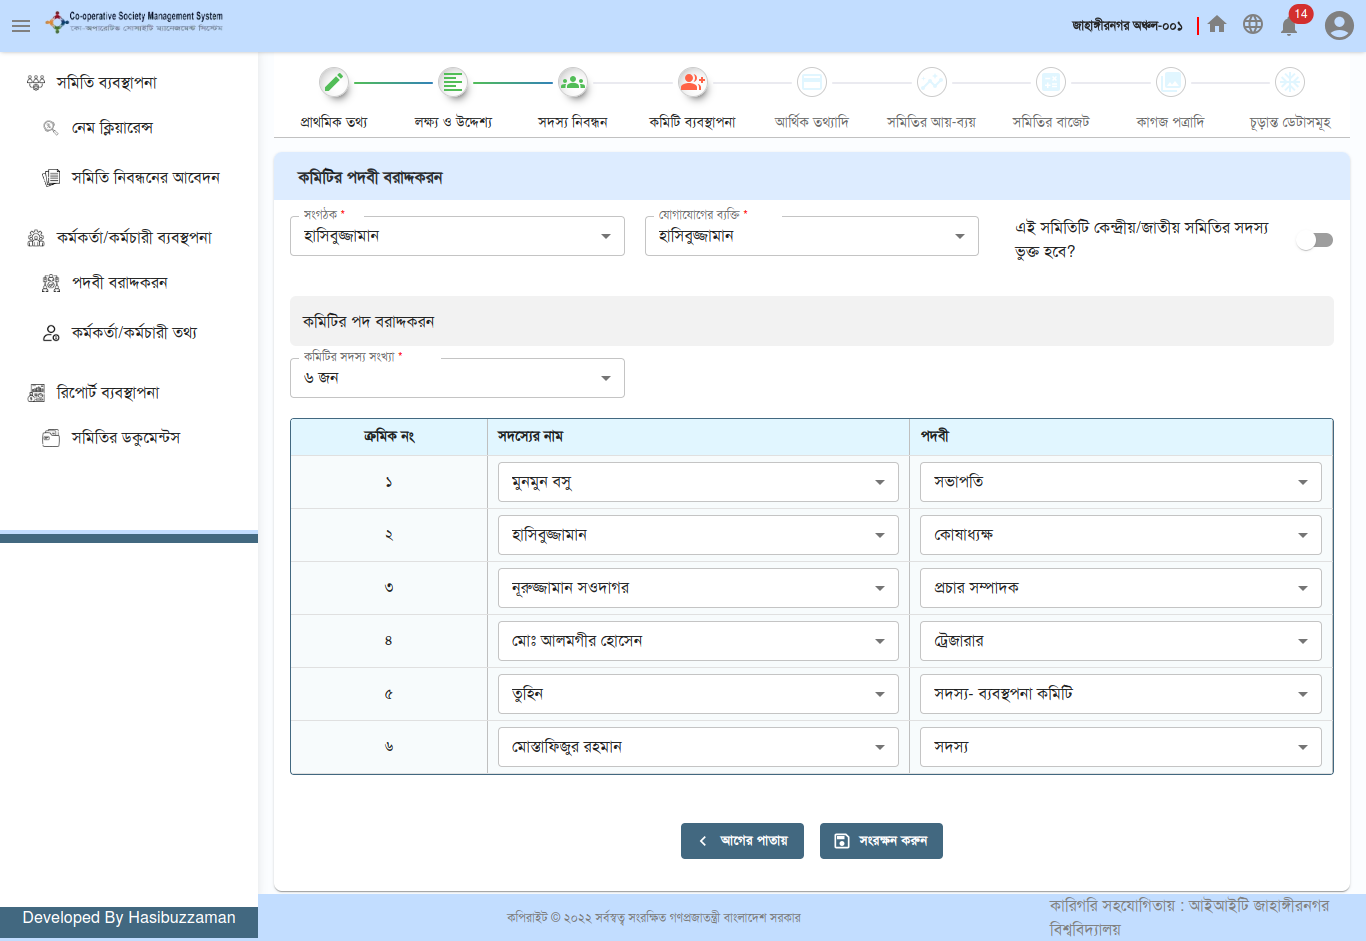 Co-operative Society Management System
কো-অপারেটিভ সোসাইটি ম্যানেজমেন্ট সিস্টেম
জাহাঙ্গীরনগর অঞ্চল-০০১
14
সমিতি ব্যবস্থাপনা
নেম ক্লিয়ারেন্স
সমিতি নিবন্ধনের আবেদন
কর্মকর্তা/কর্মচারী ব্যবস্থপনা
পদবী বরাদ্দকরন
কর্মকর্তা/কর্মচারী তথ্য
রিপোর্ট ব্যবস্থাপনা
সমিতির ডকুমেন্টস
Developed By Hasibuzzaman
প্রাথমিক তথ্য
লক্ষ্য ও উদ্দেশ্য
সদস্য নিবন্ধন
কমিটি ব্যবস্থাপনা
আর্থিক তথ্যাদি
সমিতির আয়-ব্যয়
সমিতির বাজেট
কাগজ পত্রাদি
চূড়ান্ত ডেটাসমূহ
কমিটির পদবী বরাদ্দকরন
সংগঠক *
হাসিবুজ্জামান
যোগাযোগের ব্যক্তি *
হাসিবুজ্জামান
এই সমিতিটি কেন্দ্রীয়/জাতীয় সমিতির সদস্য
ভুক্ত হবে?
কমিটির পদ বরাদ্দকরন
কমিটির সদস্য সংখ্যা *
৬ জন
ক্রমিক নং সদস্যের নাম পদবী
১ মুনমুন বসু সভাপতি
২ হাসিবুজ্জামান কোষাধ্যক্ষ
৩ নূরুজ্জামান সওদাগর প্রচার সম্পাদক
৪ মোঃ আলমগীর হোসেন ট্রেজারার
৫ তুহিন সদস্য- ব্যবস্থপনা কমিটি
৬ মোস্তাফিজুর রহমান সদস্য
আগের পাতায়
সংরক্ষন করুন
কপিরাইট © ২০২২ সর্বস্বত্ব সংরক্ষিত গণপ্রজাতন্ত্রী বাংলাদেশ সরকার
কারিগরি সহযোগিতায় : আইআইটি জাহাঙ্গীরনগর
বিশ্ববিদ্যালয়